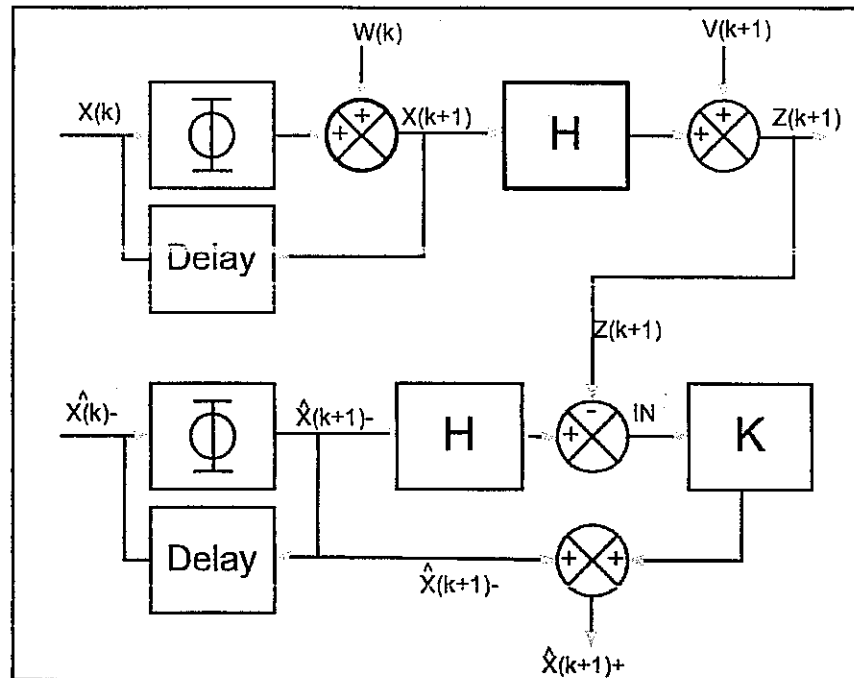 W(k)
V(k+1)
X(k)
Φ
+
+
X(k+1)
H
+
+
Z(k+1)
Delay
Z(k+1)
X̂(k)-
Φ
X̂(k+1)-
H
+
-
IN
K
Delay
X̂(k+1)-
+
+
X̂(k+1)+